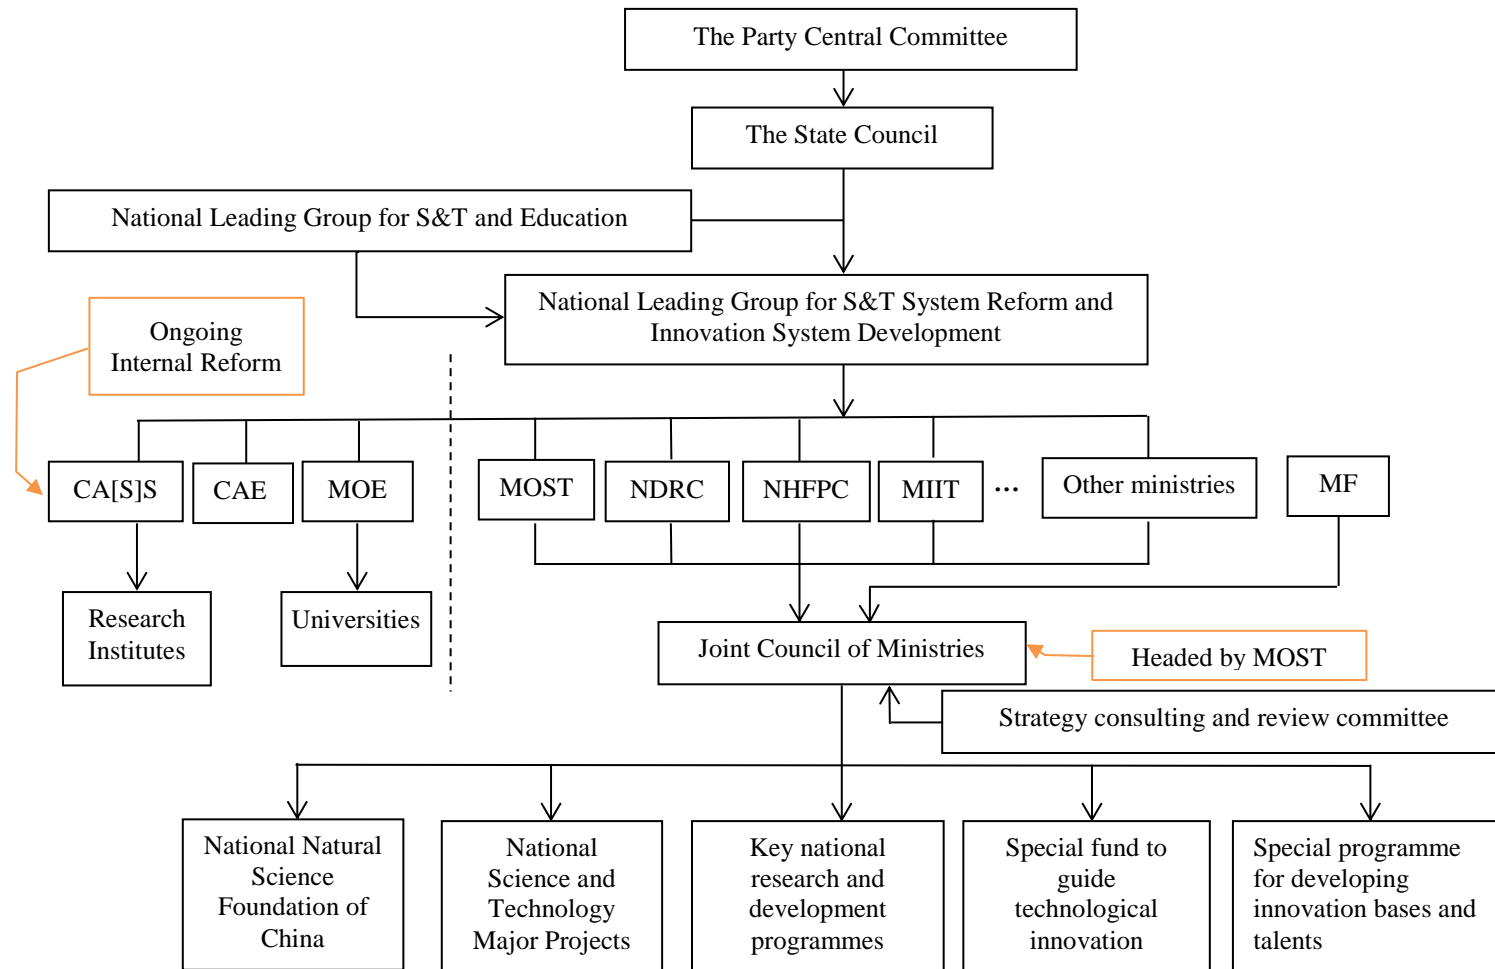 The Party Central Committee
The State Council
National Leading Group for S&T and Education
National Leading Group for S&T System Reform and
Innovation System Development
Ongoing
Internal Reform
CA[S]S
CAE
MOE
MOST
NDRC
NHFPC
MIIT
...
Other ministries
MF
Research
Institutes
Universities
Joint Council of Ministries
Headed by MOST
Strategy consulting and review committee
National Natural
Science
Foundation of
China
National
Science and
Technology
Major Projects
Key national
research and
development
programmes
Special fund to
guide
technological
innovation
Special programme
for developing
innovation bases and
talents